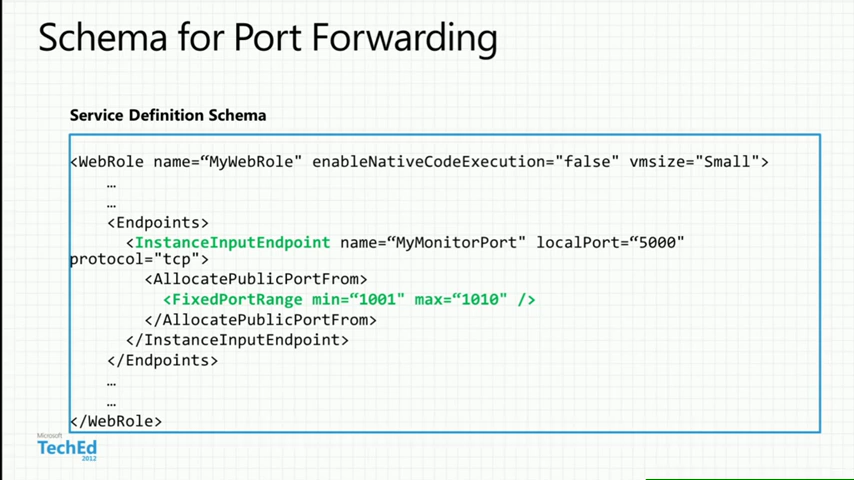 Schema for Port Forwarding
Service Definition Schema
<WebRole name=“MyWebRole" enableNativeCodeExecution="false" vmsize="Small">
…
…
<Endpoints>
<InstanceInputEndpoint name=“MyMonitorPort" localPort=“5000"
protocol="tcp">
<AllocatePublicPortFrom>
<FixedPortRange min=“1001" max=“1010" />
</AllocatePublicPortFrom>
</InstanceInputEndpoint>
</Endpoints>
…
…
</WebRole>
Microsoft
TechEd
2012